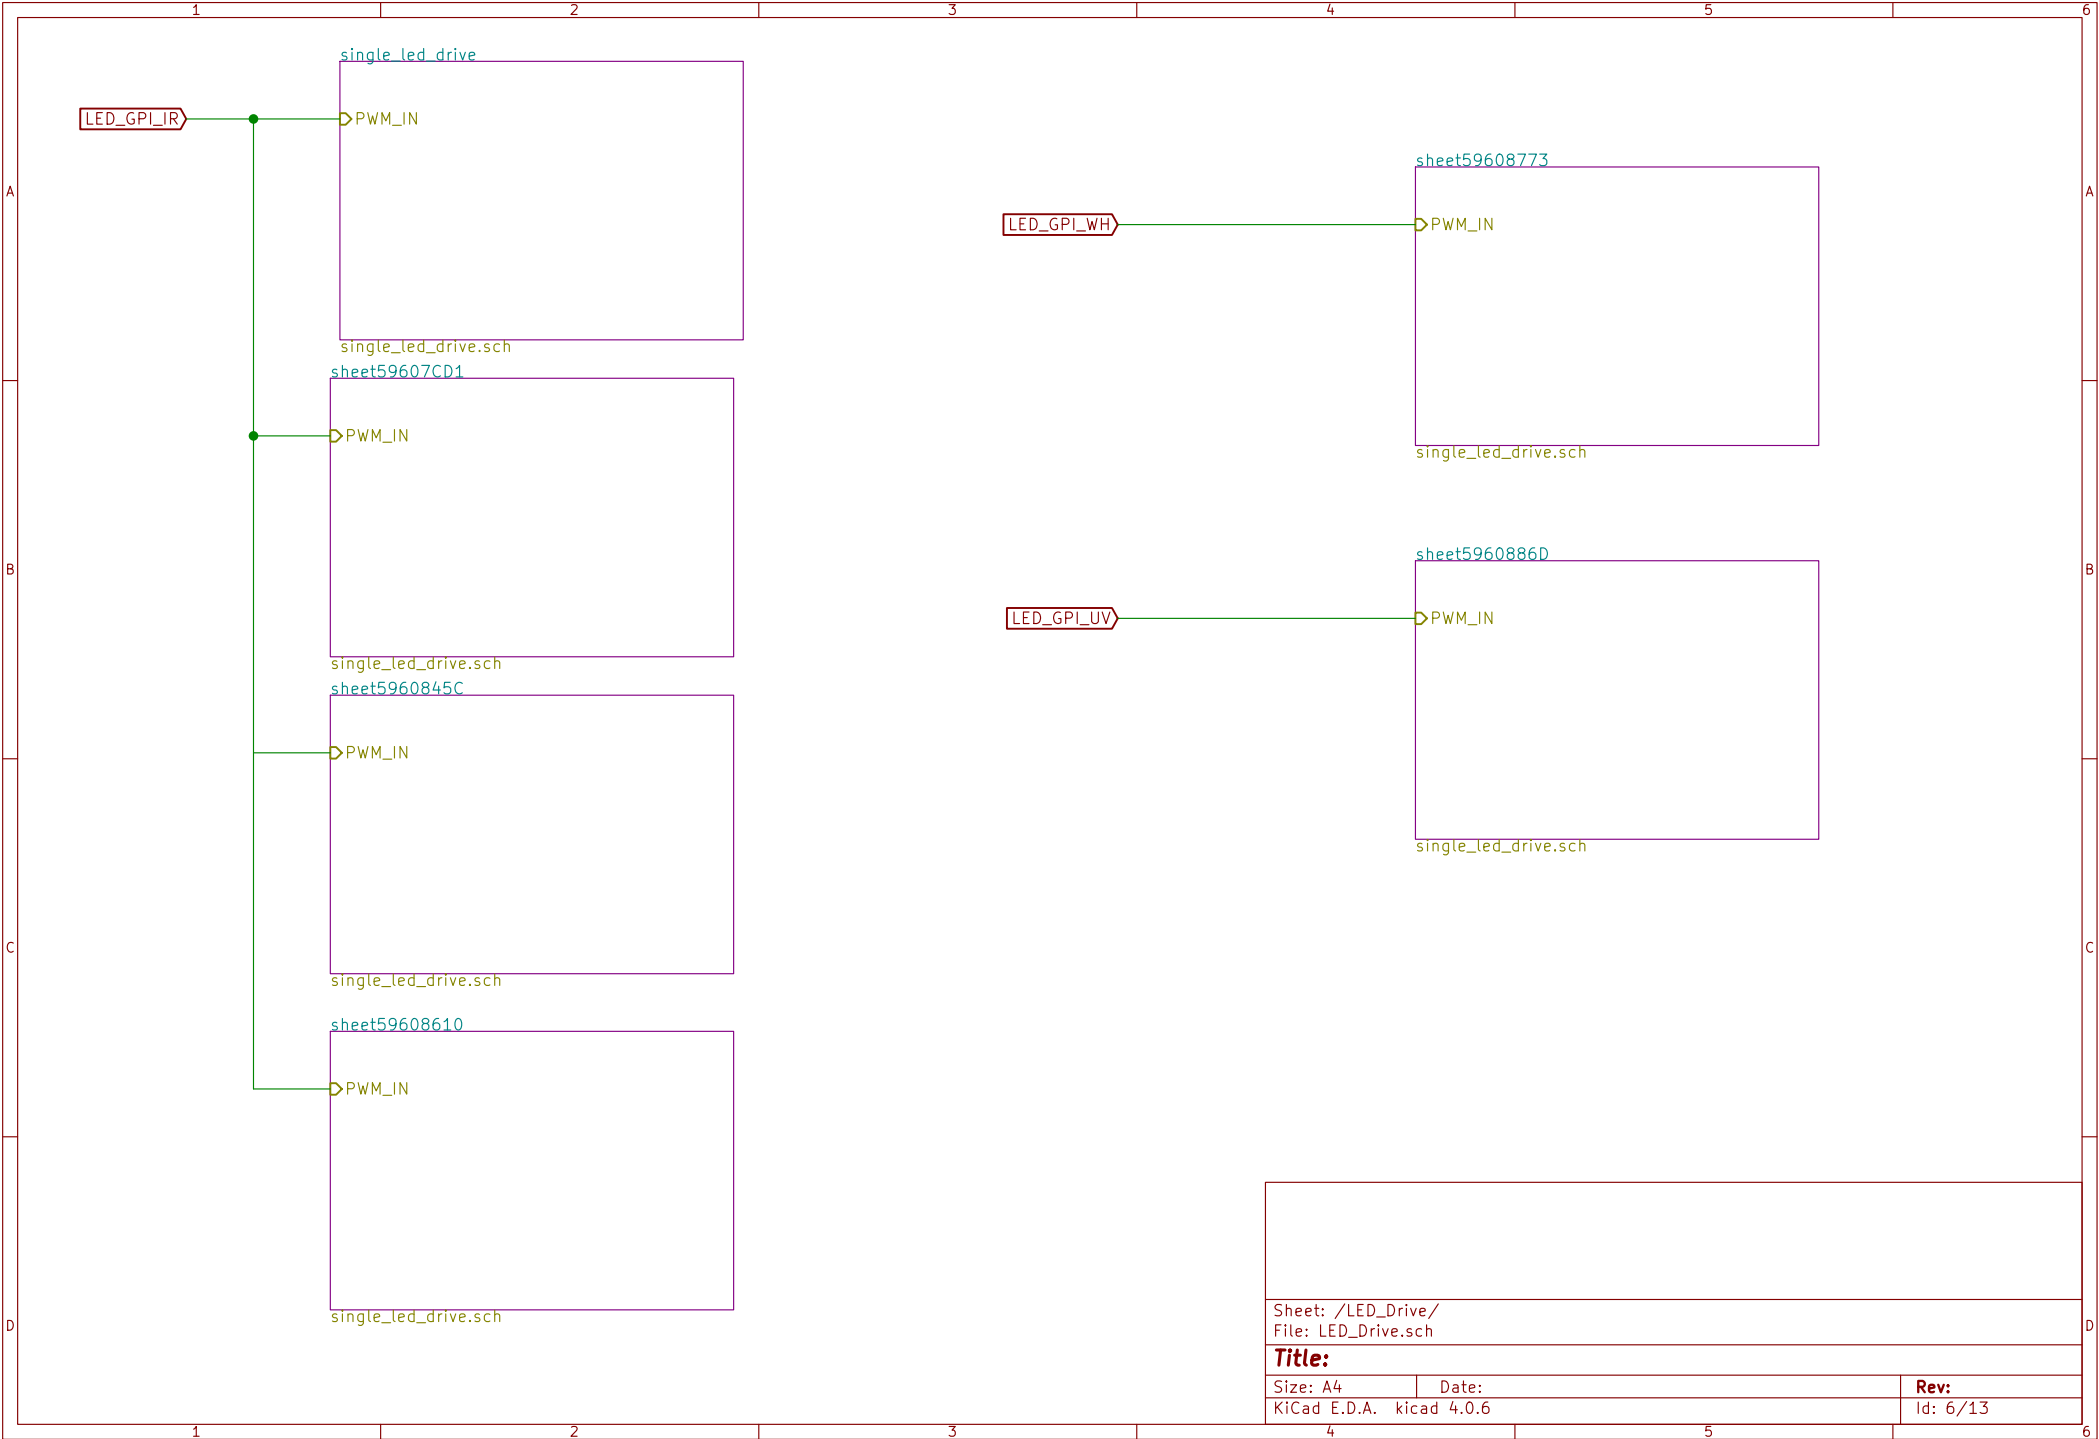 1 2 3 4 5 6
single_led_drive
LED_GPI_IR PWM_IN
single_led_drive.sch
sheet59607CD1
PWM_IN
single_led_drive.sch
sheet5960845C
PWM_IN
single_led_drive.sch
sheet59608610
PWM_IN
single_led_drive.sch
sheet59608773
LED_GPI_WH PWM_IN
single_led_drive.sch
sheet5960886D
LED_GPI_UV PWM_IN
single_led_drive.sch
A A
B B
C C
D D
Sheet: /LED_Drive/
File: LED_Drive.sch
Title:
Size: A4 Date: Rev:
KiCad E.D.A. kicad 4.0.6 Id: 6/13
1 2 3 4 5 6